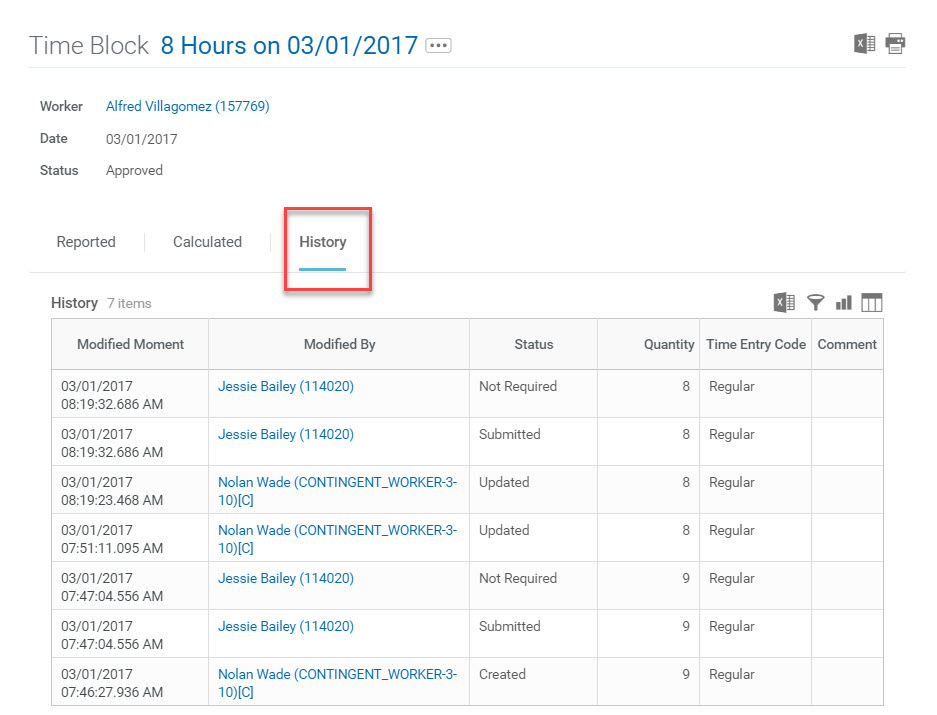 Time Block 8 Hours on 03/01/2017
Worker Alfred Villagomez (157769)
Date 03/01/2017
Status Approved
Reported Calculated History
History 7 items
Modified Moment Modified By Status Quantity Time Entry Code Comment
03/01/2017 Jessie Bailey (114020) Not Required 8 Regular
08:19:32.686 AM
03/01/2017 Jessie Bailey (114020) Submitted 8 Regular
08:19:32.686 AM
03/01/2017 Nolan Wade (CONTINGENT_WORKER-3- Updated 8 Regular
08:19:23.468 AM 10)[C]
03/01/2017 Nolan Wade (CONTINGENT_WORKER-3- Updated 8 Regular
07:51:11.095 AM 10)[C]
03/01/2017 Jessie Bailey (114020) Not Required 9 Regular
07:47:04.556 AM
03/01/2017 Jessie Bailey (114020) Submitted 9 Regular
07:47:04.556 AM
03/01/2017 Nolan Wade (CONTINGENT_WORKER-3- Created 9 Regular
07:46:27.936 AM 10)[C]